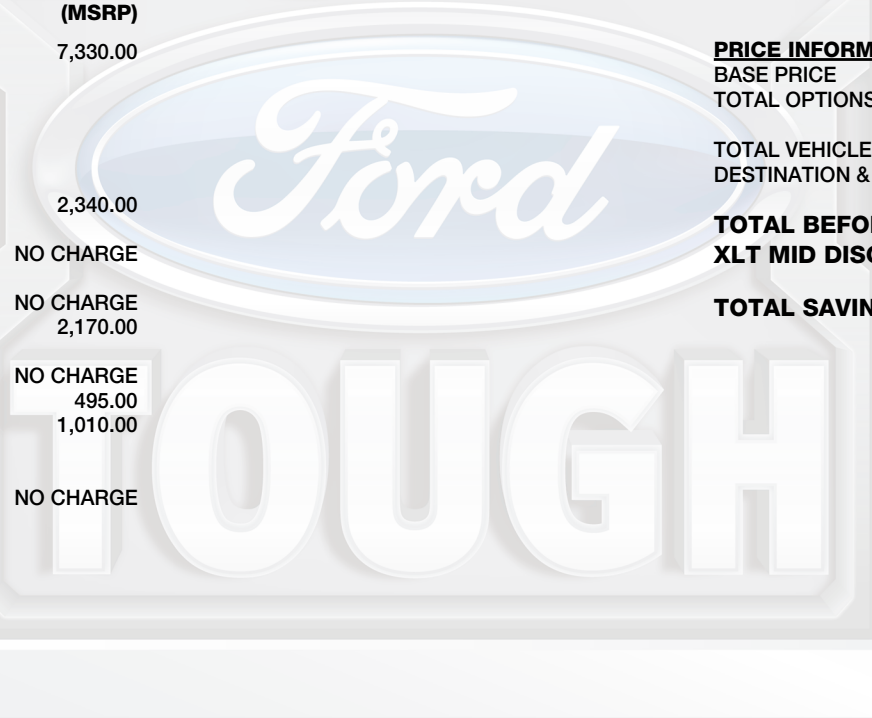 (MSRP)
7,330.00
2,340.00
NO CHARGE
NO CHARGE
2,170.00
NO CHARGE
495.00
1,010.00
NO CHARGE
PRICE INFORM
BASE PRICE
TOTAL OPTIONS
TOTAL VEHICLE
DESTINATION &
TOTAL BEFO
XLT MID DISC
TOTAL SAVIN
Ford
TOUGH